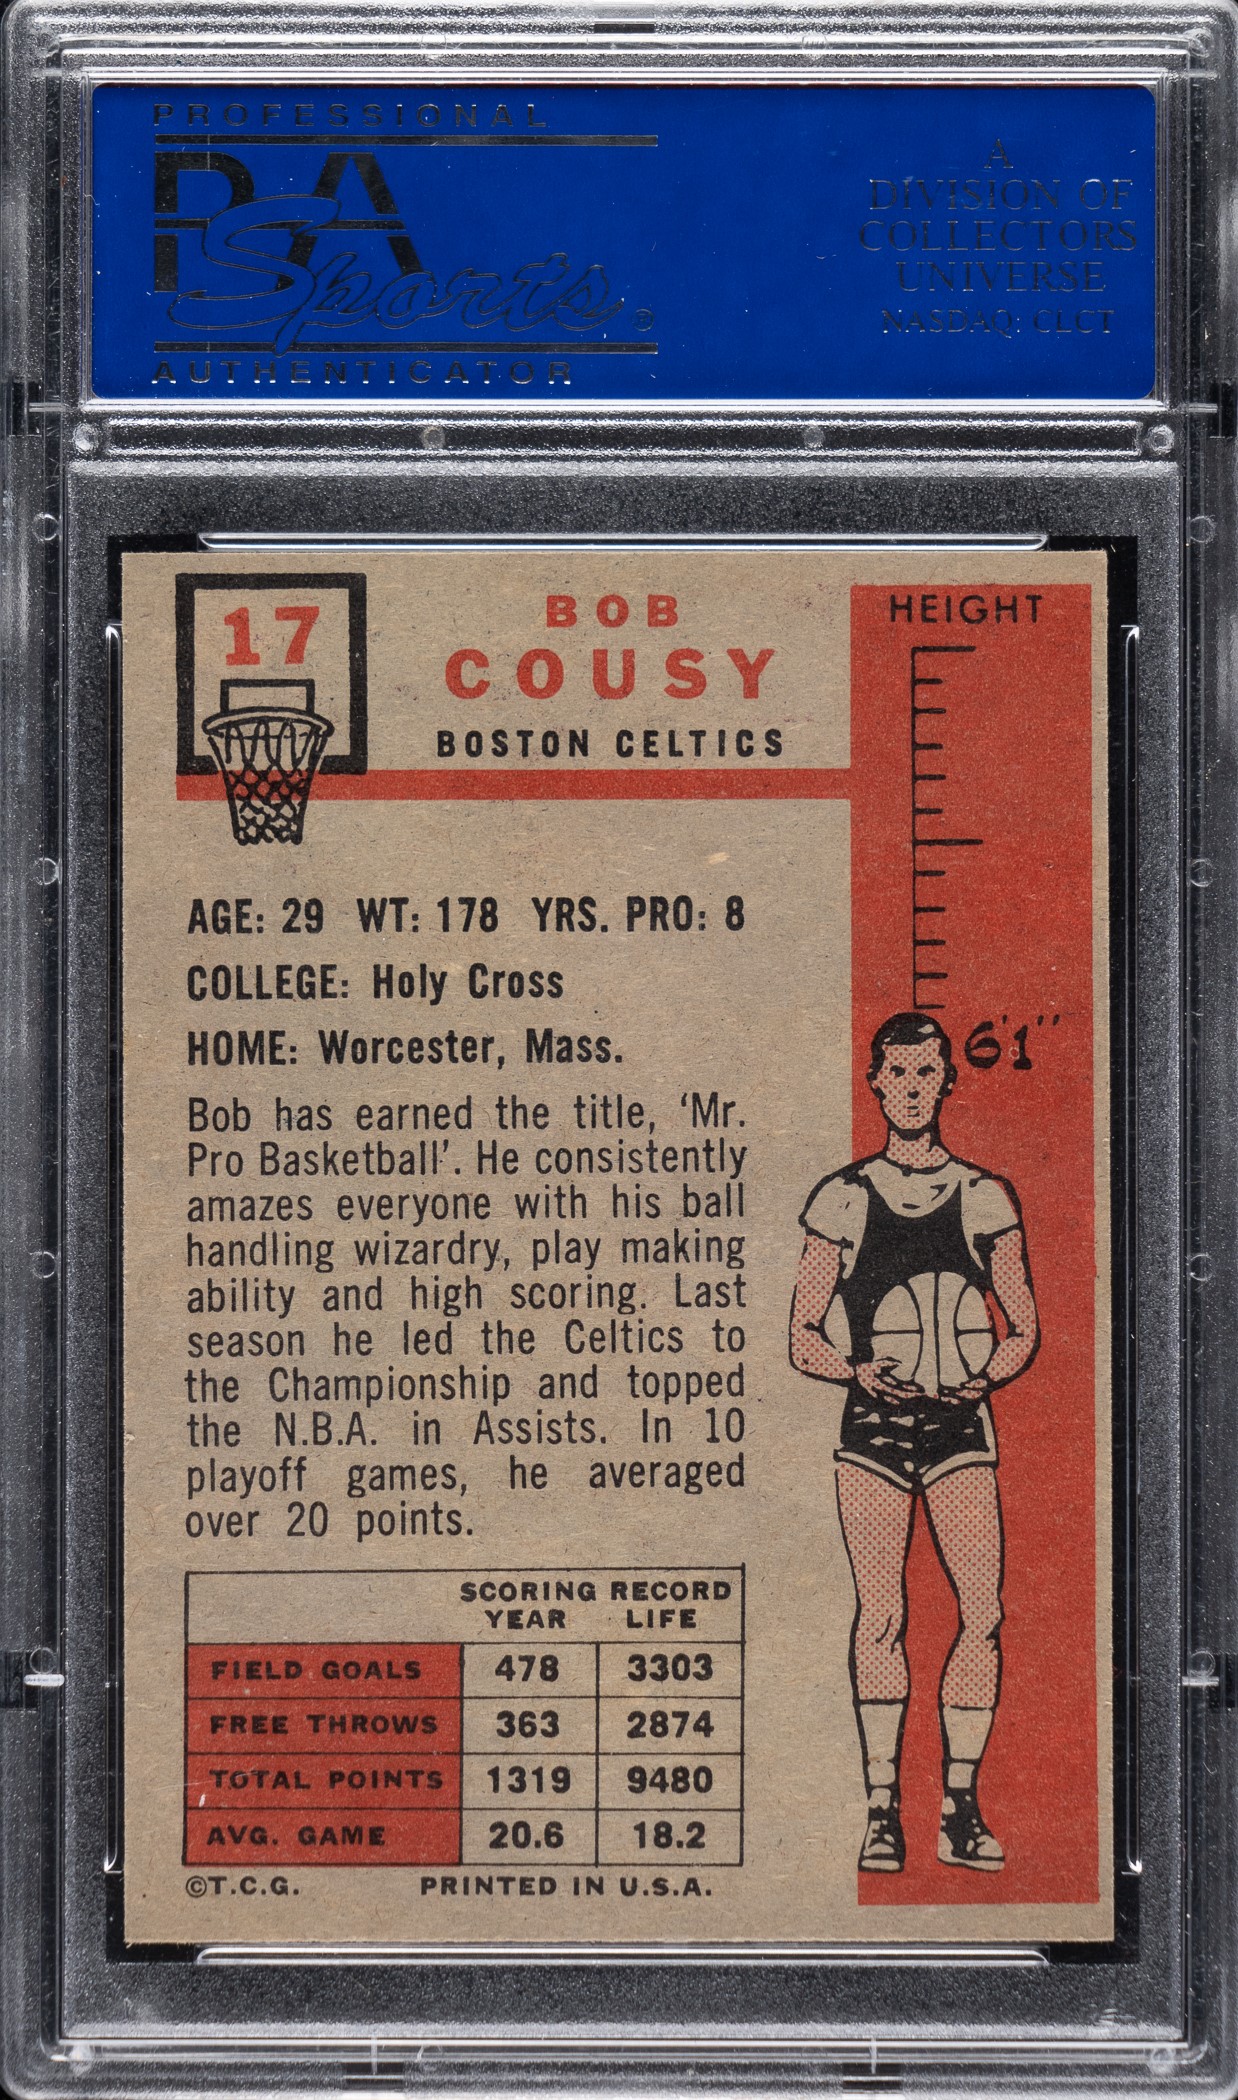 PROFESSIONAL
PSA
Sports®
AUTHENTICATOR
A
DIVISION OF
COLLECTORS
UNIVERSE
NASDAQ: CLCT
17
BOB
COUSY
BOSTON CELTICS
HEIGHT
6'1"
AGE: 29 WT: 178 YRS. PRO: 8
COLLEGE: Holy Cross
HOME: Worcester, Mass.
Bob has earned the title, 'Mr.
Pro Basketball'. He consistently
amazes everyone with his ball
handling wizardry, play making
ability and high scoring. Last
season he led the Celtics to
the Championship and topped
the N.B.A. in Assists. In 10
playoff games, he averaged
over 20 points.
SCORING RECORD
YEAR LIFE
FIELD GOALS 478 3303
FREE THROWS 363 2874
TOTAL POINTS 1319 9480
AVG. GAME 20.6 18.2
©T.C.G. PRINTED IN U.S.A.